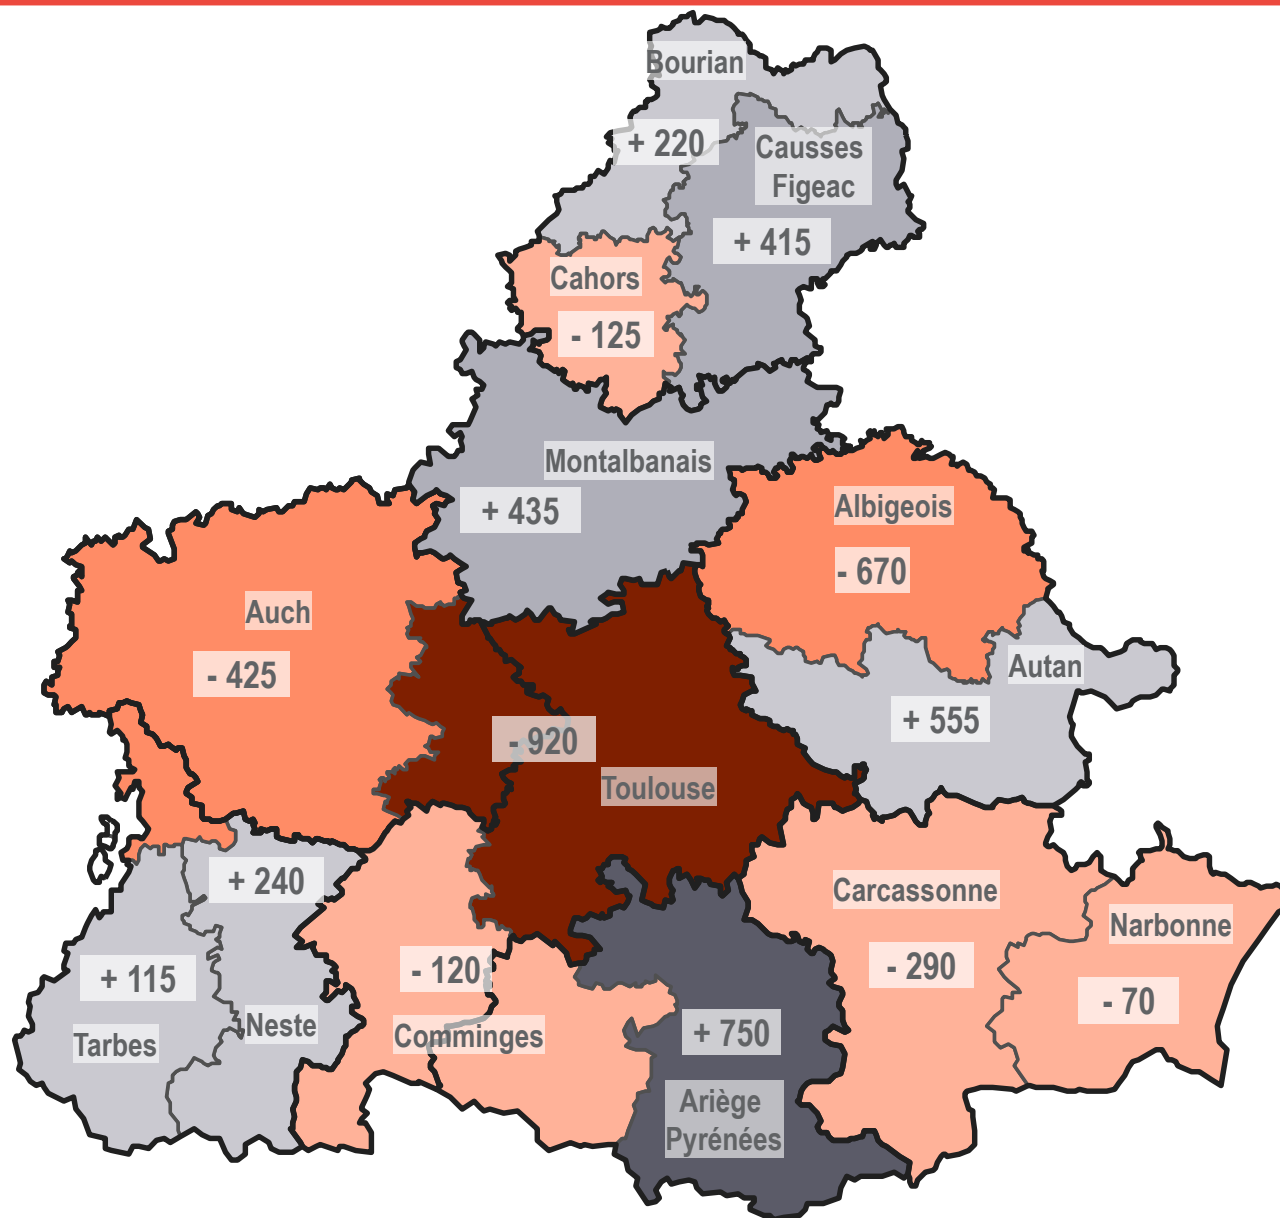 Bourian
+ 220
Causses
Figeac
+ 415
Cahors
- 125
Montalbanais
+ 435
Albigeois
- 670
Auch
- 425
Autan
+ 555
- 920
Toulouse
+ 240
Carcassonne
- 290
Narbonne
- 70
- 120
Comminges
+ 115
Tarbes
Neste
+ 750
Ariège
Pyrénées